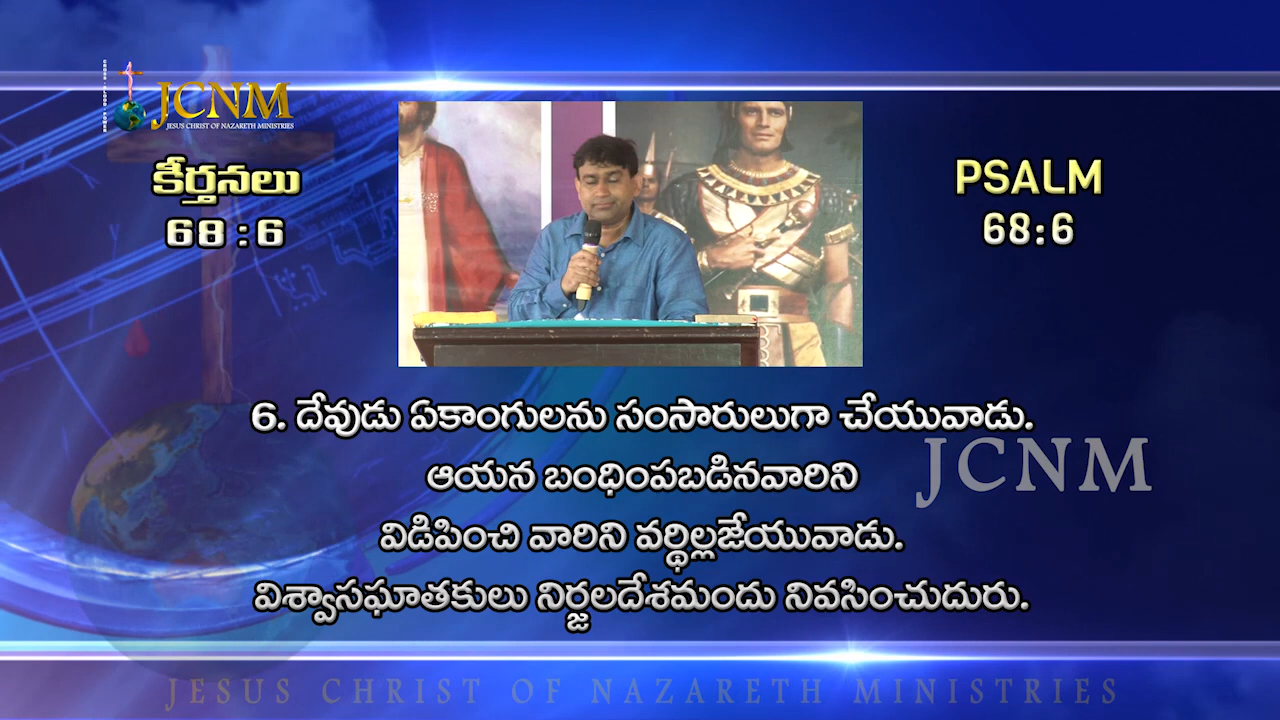 JCNM
JESUS CHRIST OF NAZARETH MINISTRIES
కీర్తనలు
68 : 6
PSALM
68:6
6. దేవుడు ఏకాంగులను సంసారులుగా చేయువాడు.
ఆయన బంధింపబడినవారిని
విడిపించి వారిని వర్థిల్లజేయువాడు.
విశ్వాసఘాతకులు నిర్జలదేశమందు నివసించుదురు.
JCNM
JESUS CHRIST OF NAZARETH MINISTRIES